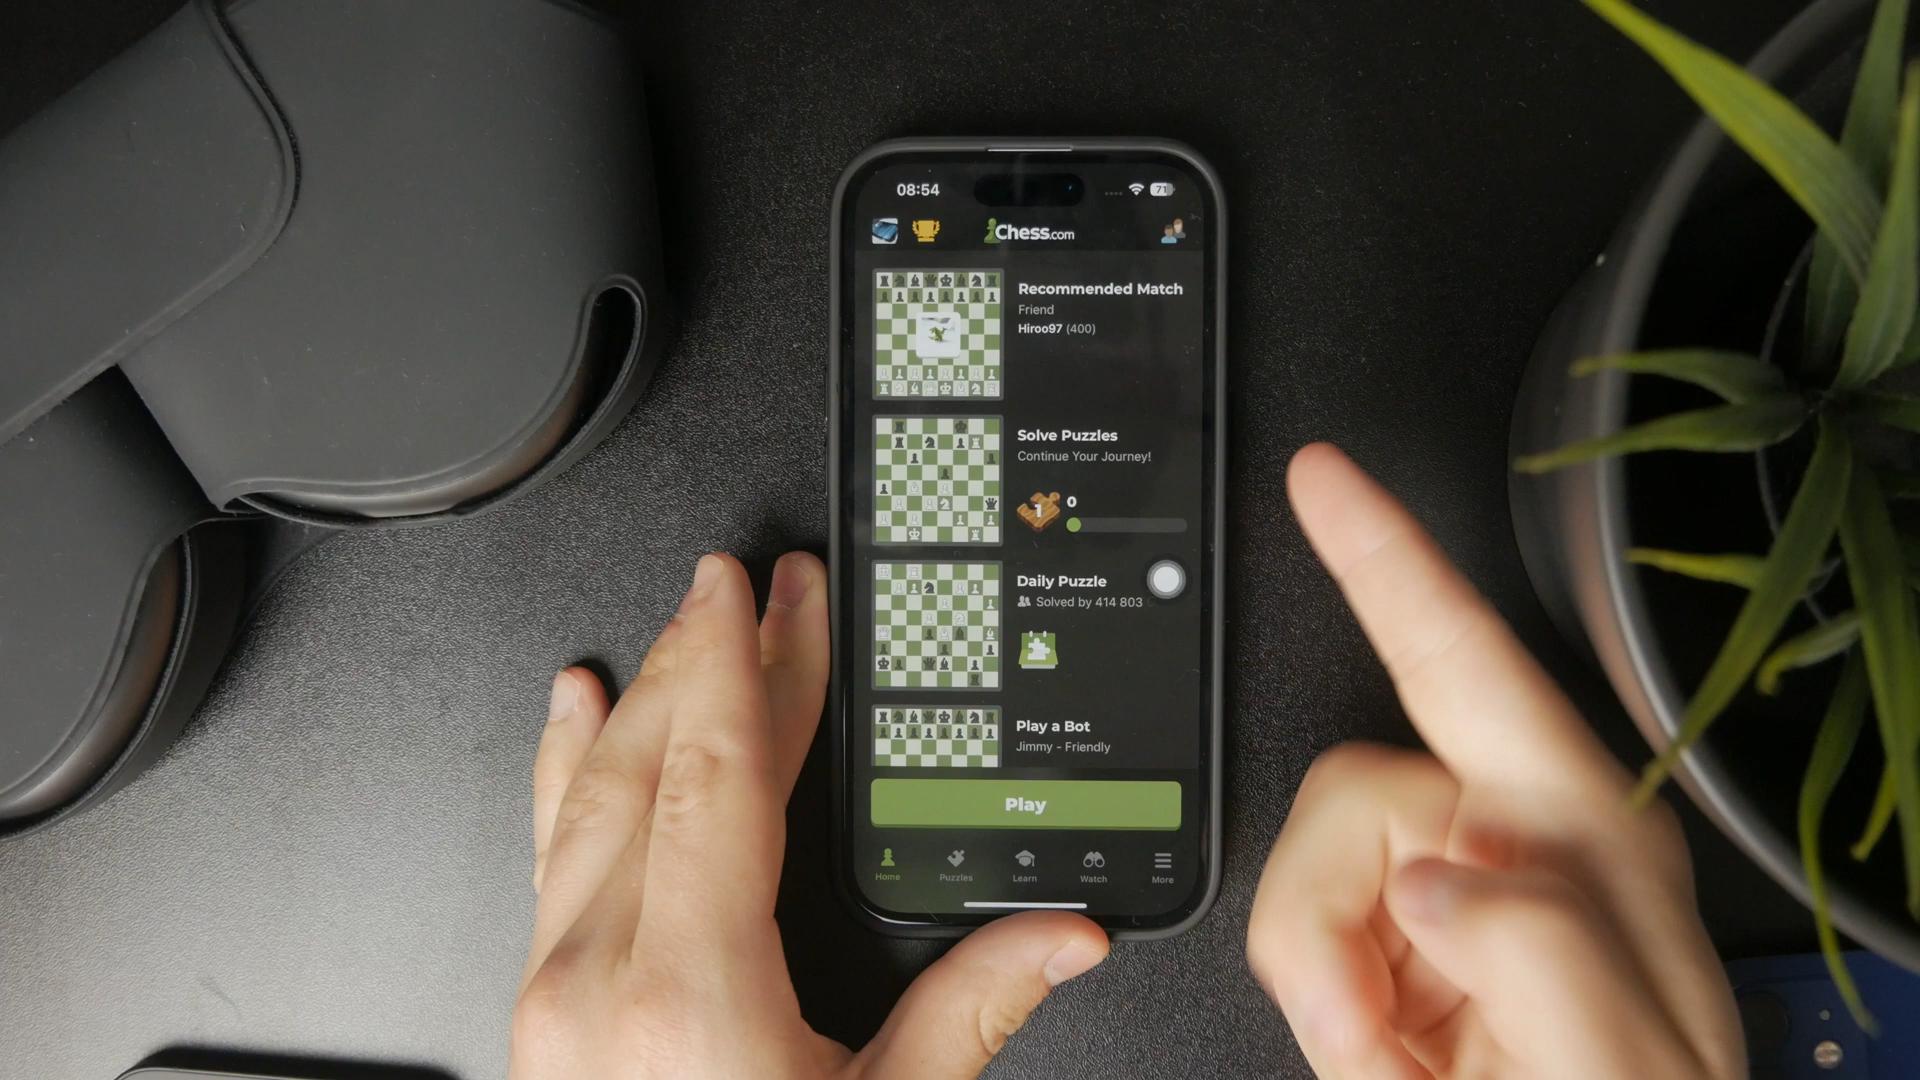 08:54
71
Chess.com
Recommended Match
Friend
Hiroo97 (400)
Solve Puzzles
Continue Your Journey!
1
0
Daily Puzzle
Solved by 414 803
Play a Bot
Jimmy - Friendly
Play
Home
Puzzles
Learn
Watch
More